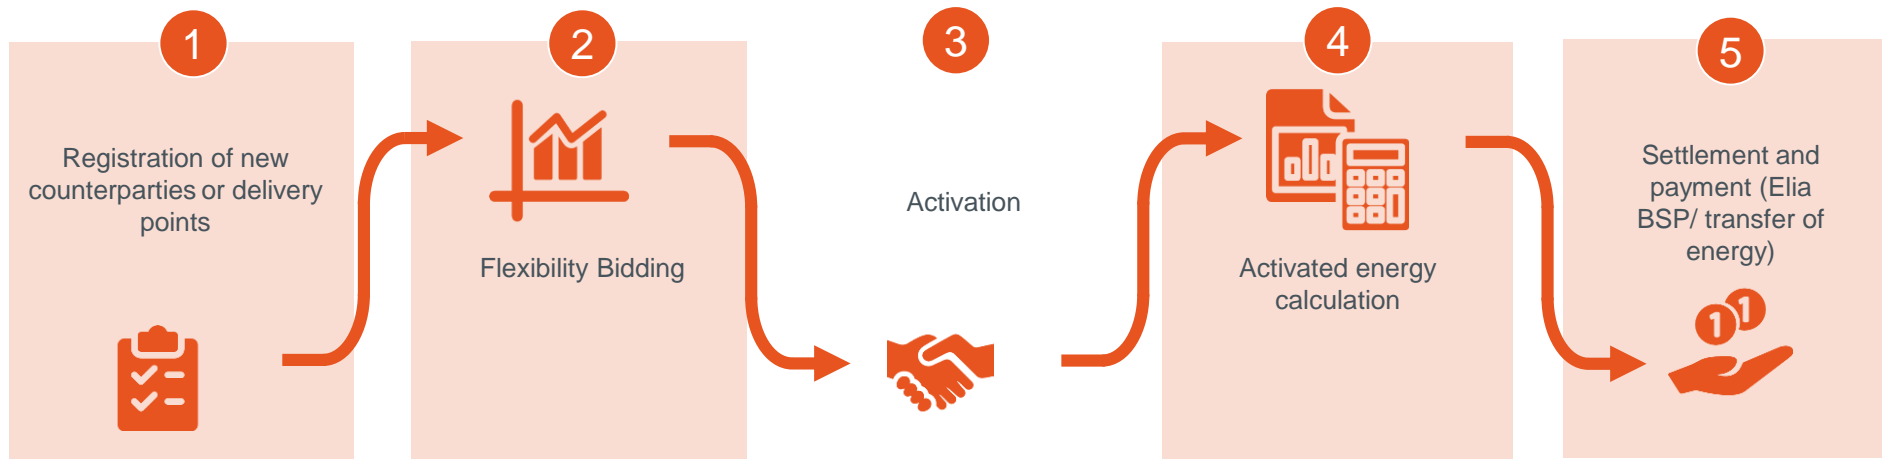 1
Registration of new
counterparties or delivery
points
2
Flexibility Bidding
3
Activation
4
Activated energy
calculation
5
Settlement and
payment (Elia
BSP/ transfer of
energy)
1
1